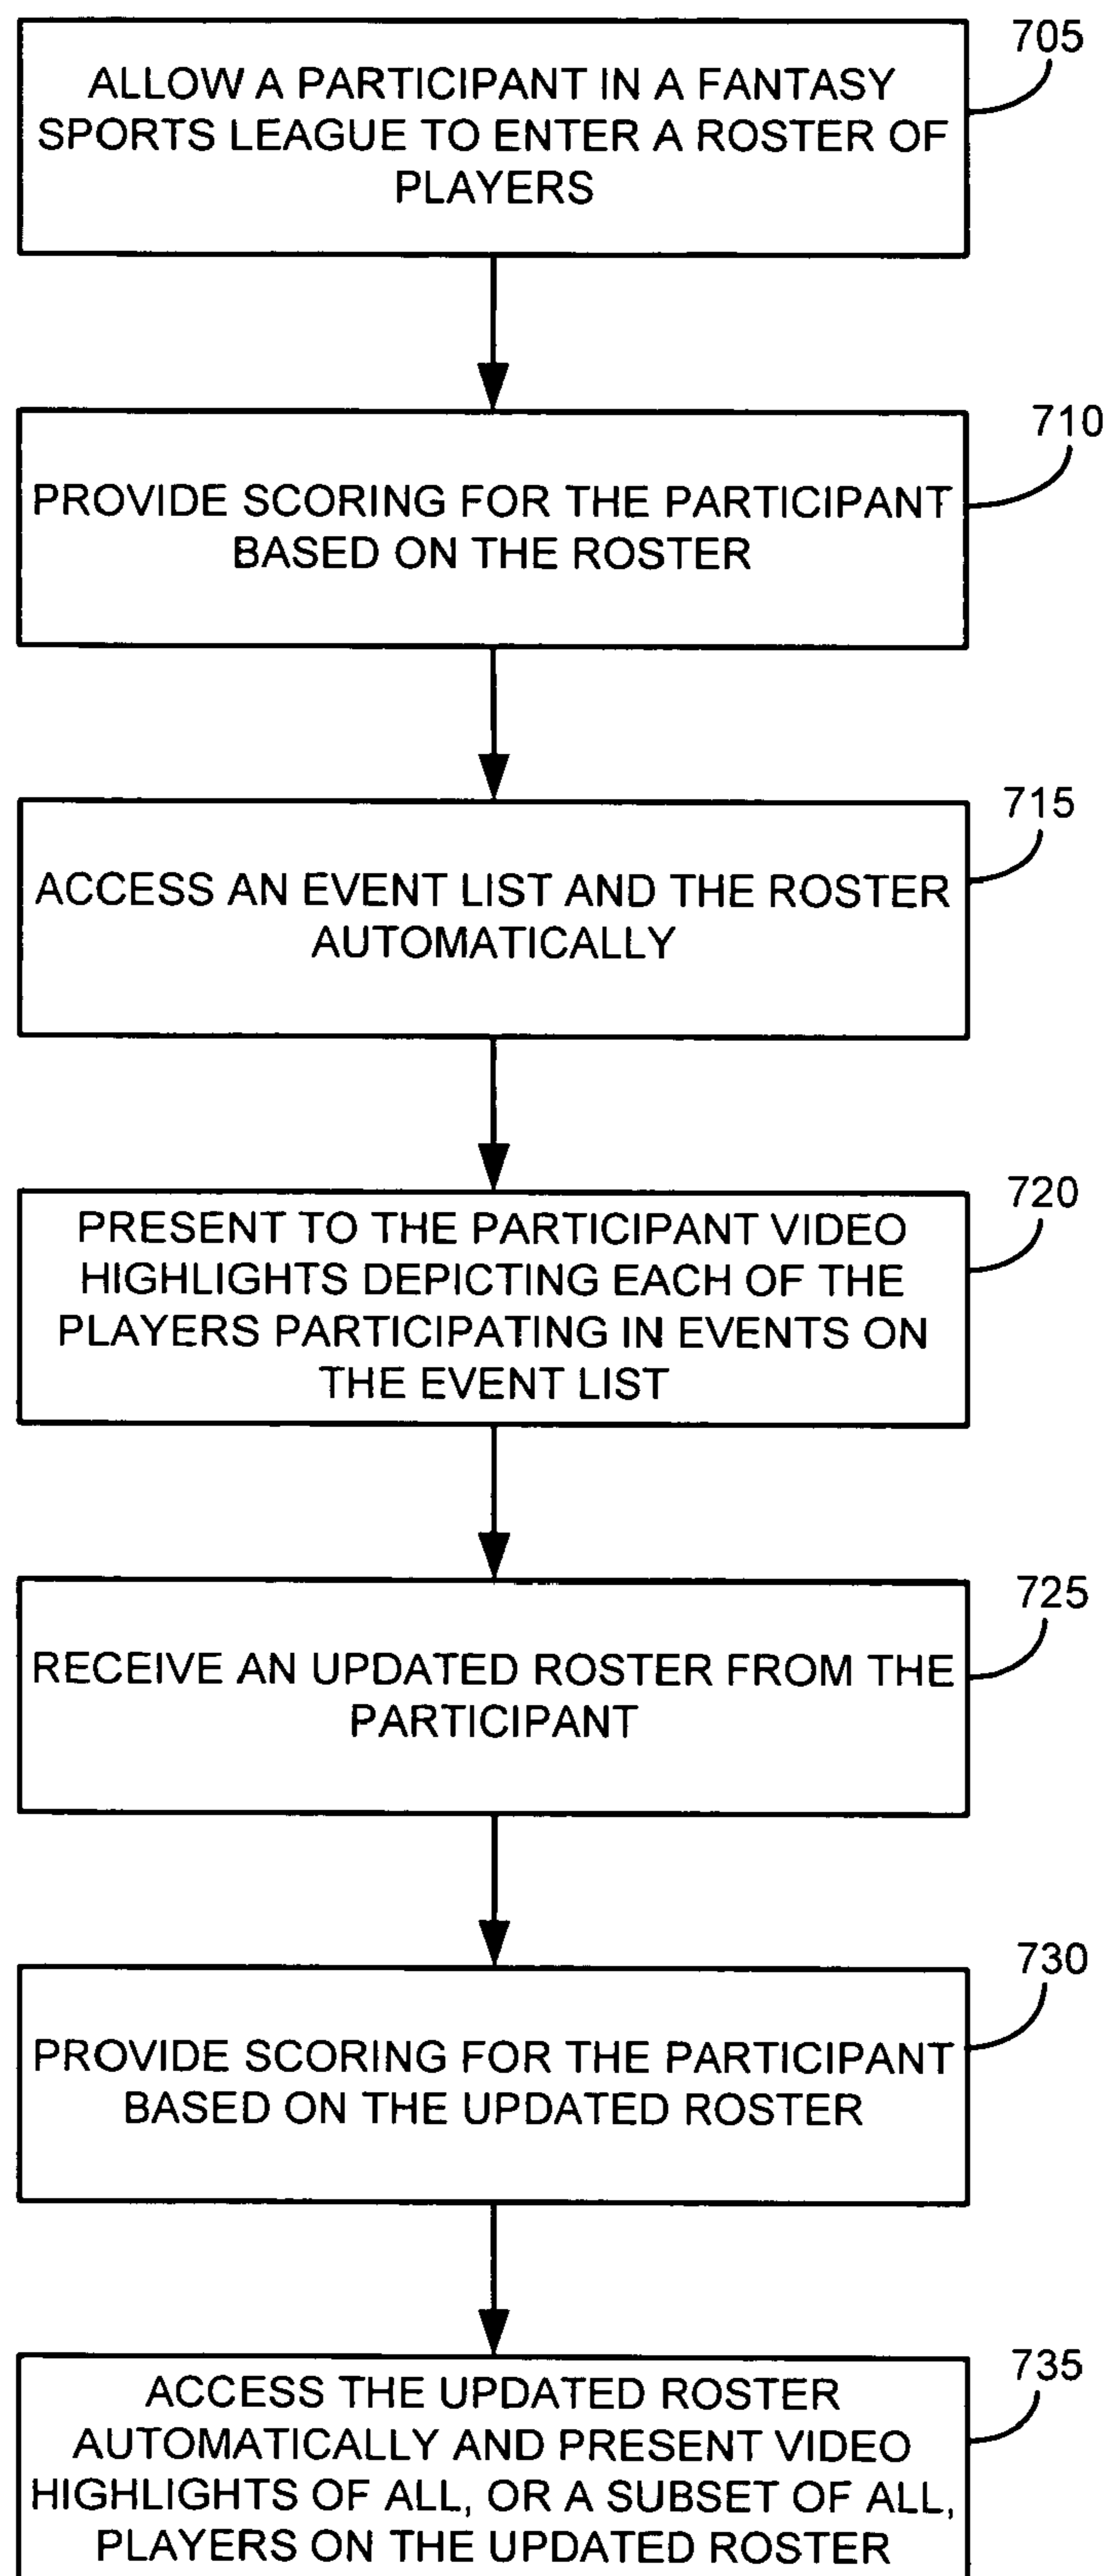 705
ALLOW A PARTICIPANT IN A FANTASY
SPORTS LEAGUE TO ENTER A ROSTER OF
PLAYERS
710
PROVIDE SCORING FOR THE PARTICIPANT
BASED ON THE ROSTER
715
ACCESS AN EVENT LIST AND THE ROSTER
AUTOMATICALLY
720
PRESENT TO THE PARTICIPANT VIDEO
HIGHLIGHTS DEPICTING EACH OF THE
PLAYERS PARTICIPATING IN EVENTS ON
THE EVENT LIST
725
RECEIVE AN UPDATED ROSTER FROM THE
PARTICIPANT
730
PROVIDE SCORING FOR THE PARTICIPANT
BASED ON THE UPDATED ROSTER
735
ACCESS THE UPDATED ROSTER
AUTOMATICALLY AND PRESENT VIDEO
HIGHLIGHTS OF ALL, OR A SUBSET OF ALL,
PLAYERS ON THE UPDATED ROSTER